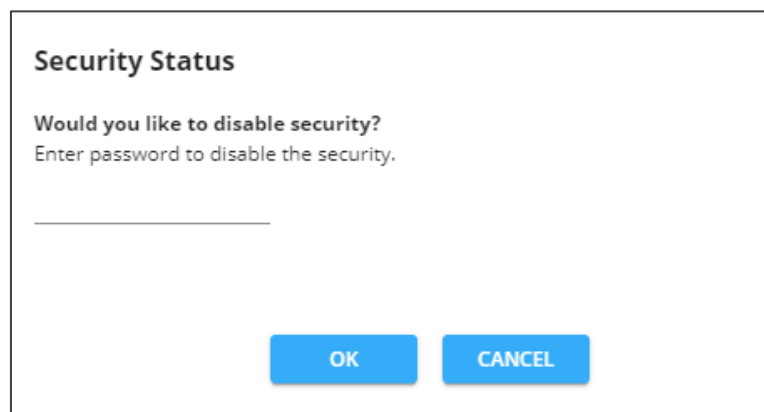 Security Status
Would you like to disable security?
Enter password to disable the security.
OK
CANCEL